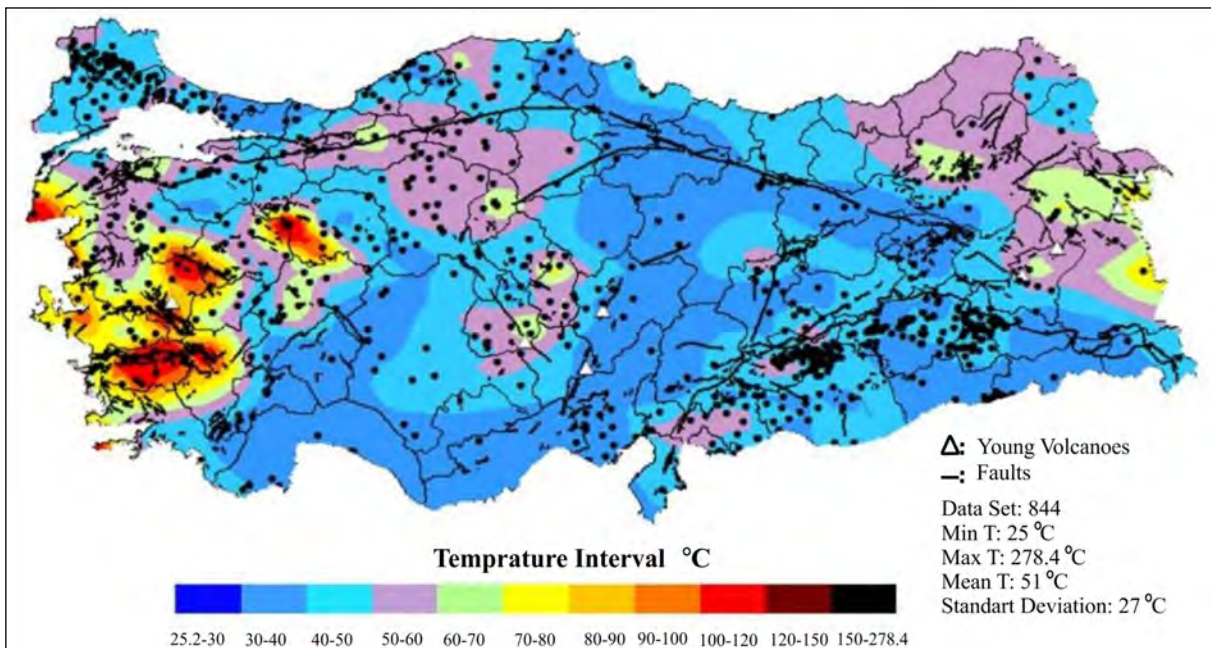 Δ: Young Volcanoes
–: Faults
Data Set: 844
Min T: 25 °C
Max T: 278.4 °C
Mean T: 51 °C
Standart Deviation: 27 °C
Temprature Interval °C
25.2-30 30-40 40-50 50-60 60-70 70-80 80-90 90-100 100-120 120-150 150-278.4